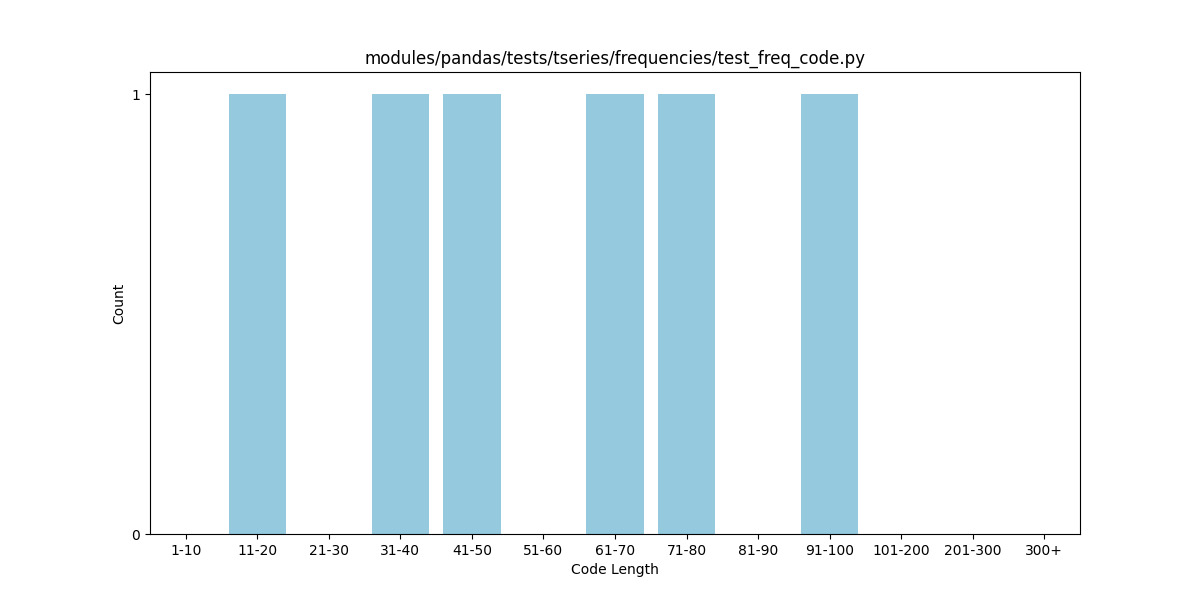 modules/pandas/tests/tseries/frequencies/test_freq_code.py
1
Count
0
1-10 11-20 21-30 31-40 41-50 51-60 61-70 71-80 81-90 91-100 101-200 201-300 300+
Code Length